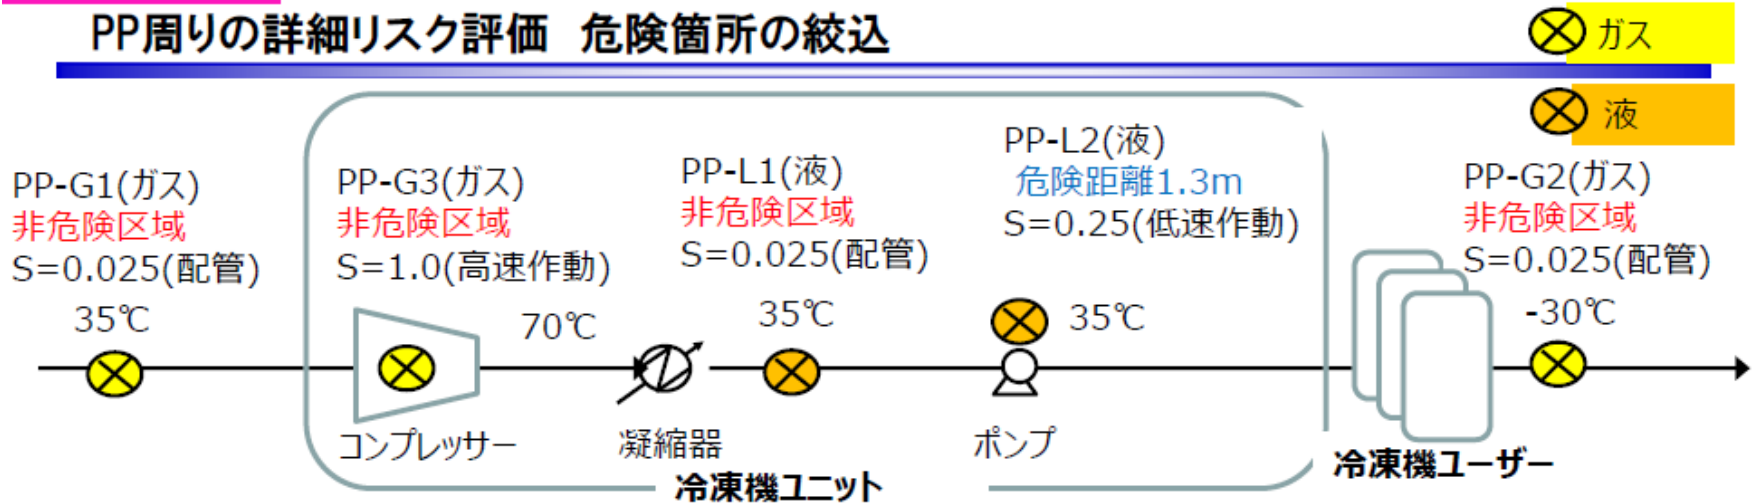 PP周りの詳細リスク評価 危険箇所の絞込
ガス
液
PP-G1(ガス)
非危険区域
S=0.025(配管)
35℃
PP-G3(ガス)
非危険区域
S=1.0(高速作動)
70℃
PP-L1(液)
非危険区域
S=0.025(配管)
35℃
PP-L2(液)
危険距離1.3m
S=0.25(低速作動)
35℃
PP-G2(ガス)
非危険区域
S=0.025(配管)
-30℃
コンプレッサー
凝縮器
ポンプ
冷凍機ユニット
冷凍機ユーザー